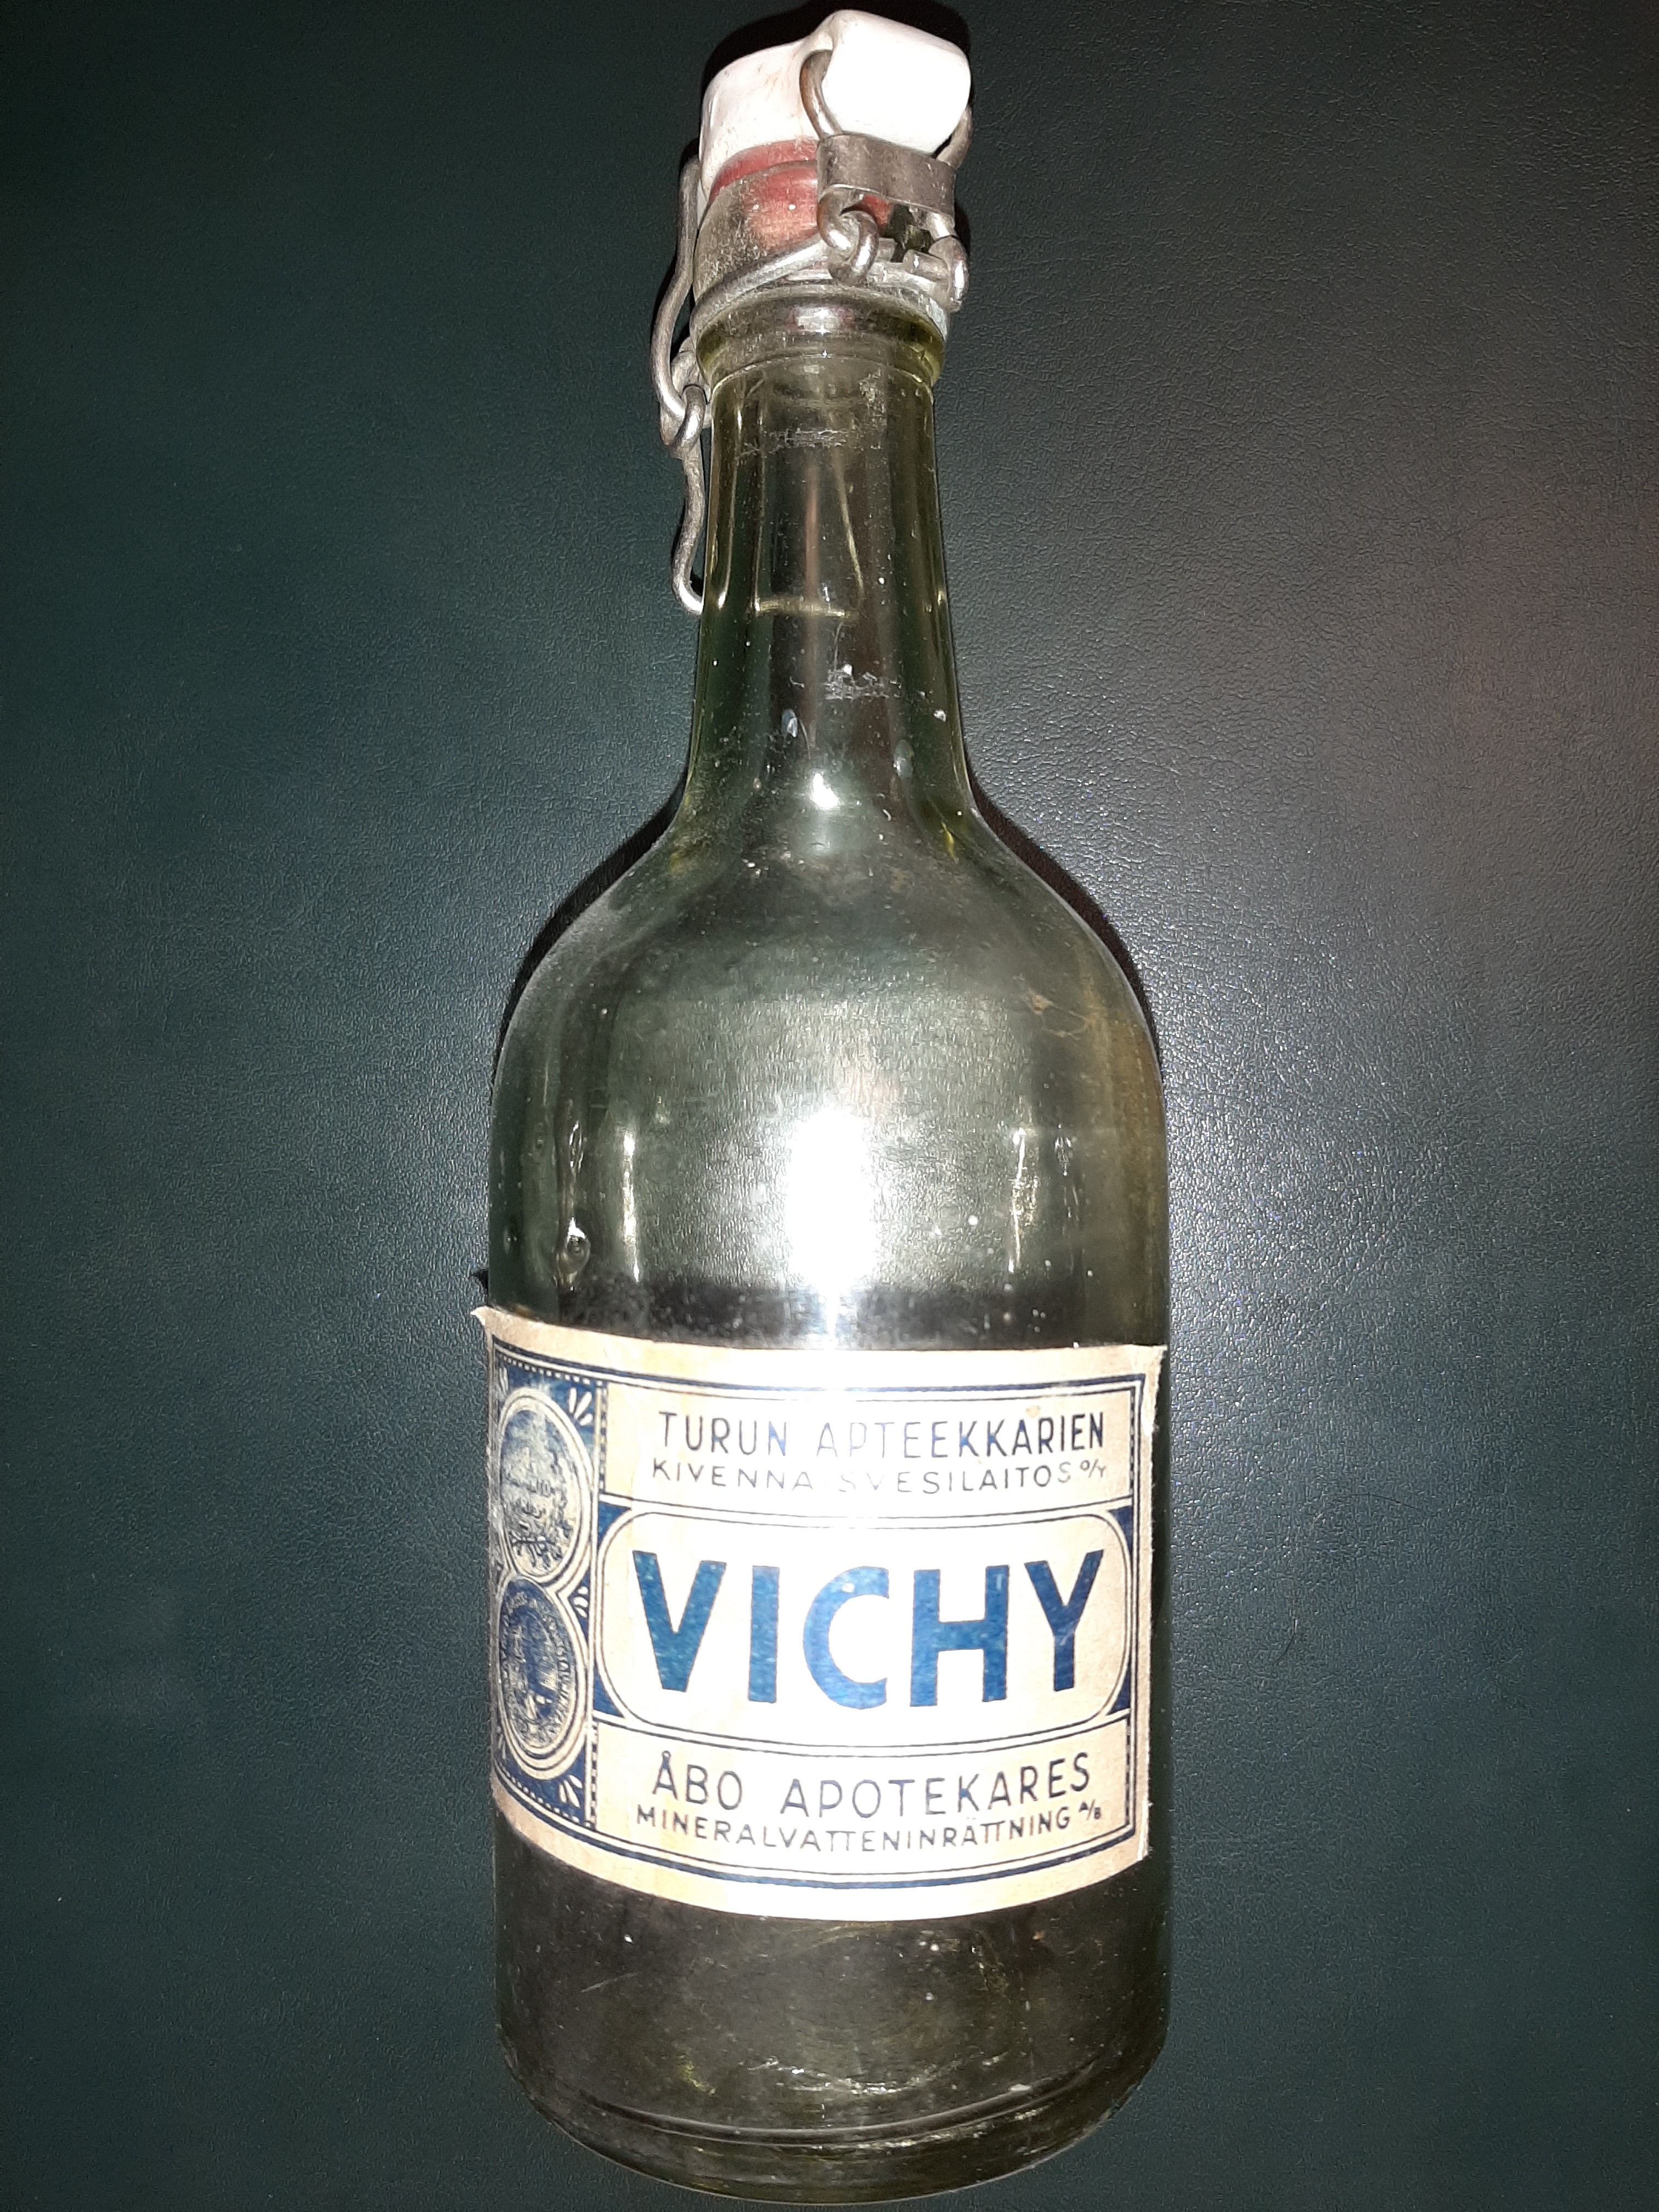 TURUN APTEEKKARIEN
KIVENNÄISVESILAITOS O/Y
VICHY
ÅBO APOTEKARES
MINERALVATTENINRÄTTNING A/B